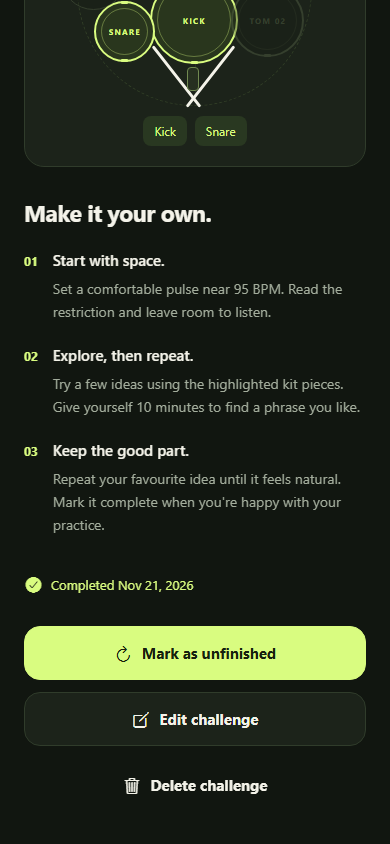 SNARE
KICK
TOM 02
Kick
Snare
Make it your own.
01 Start with space.
Set a comfortable pulse near 95 BPM. Read the
restriction and leave room to listen.
02 Explore, then repeat.
Try a few ideas using the highlighted kit pieces.
Give yourself 10 minutes to find a phrase you like.
03 Keep the good part.
Repeat your favourite idea until it feels natural.
Mark it complete when you're happy with your
practice.
Completed Nov 21, 2026
Mark as unfinished
Edit challenge
Delete challenge